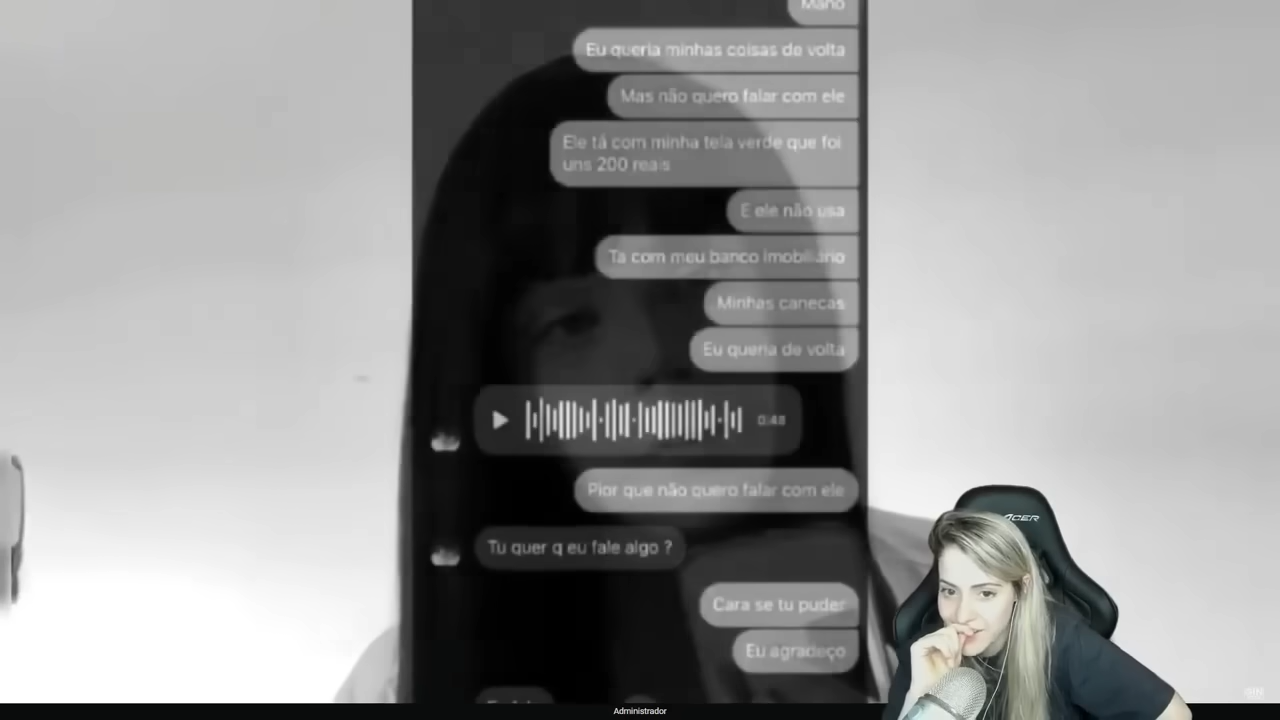 Mano
Eu queria minhas coisas de volta
Mas não quero falar com ele
Ele tá com minha tela verde que foi
uns 200 reais
E ele não usa
Ta com meu banco imobiliário
Minhas canecas
Eu queria de volta
0:48
Pior que não quero falar com ele
Tu quer q eu fale algo ?
Cara se tu puder
Eu agradeço
ACER
Administrador